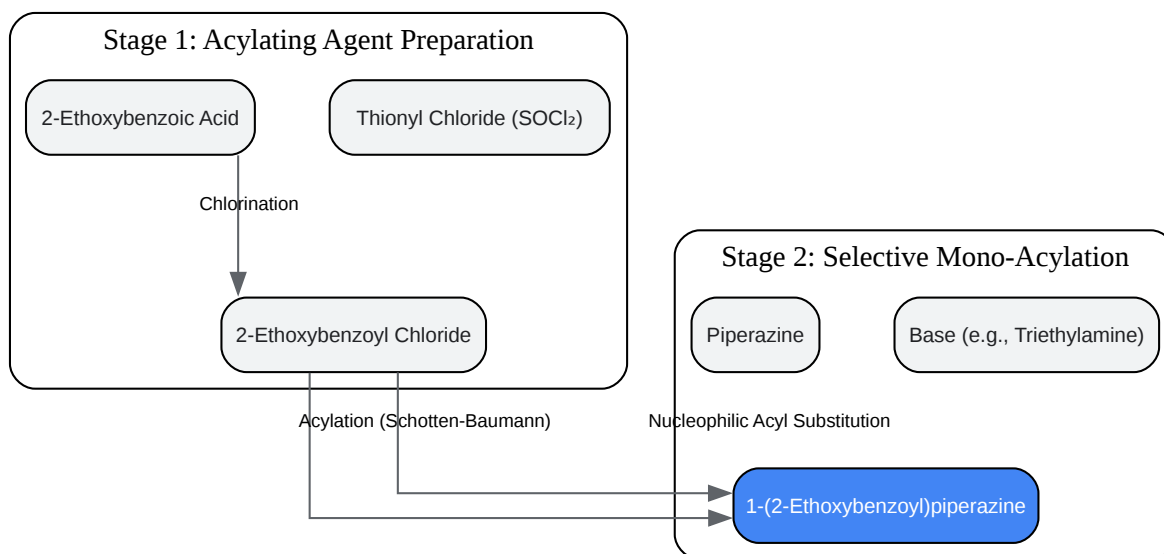 Stage 1: Acylating Agent Preparation
2-Ethoxybenzoic Acid
Thionyl Chloride (SOCl₂)
Chlorination
2-Ethoxybenzoyl Chloride
Stage 2: Selective Mono-Acylation
Piperazine
Base (e.g., Triethylamine)
Acylation (Schotten-Baumann)
Nucleophilic Acyl Substitution
1-(2-Ethoxybenzoyl)piperazine